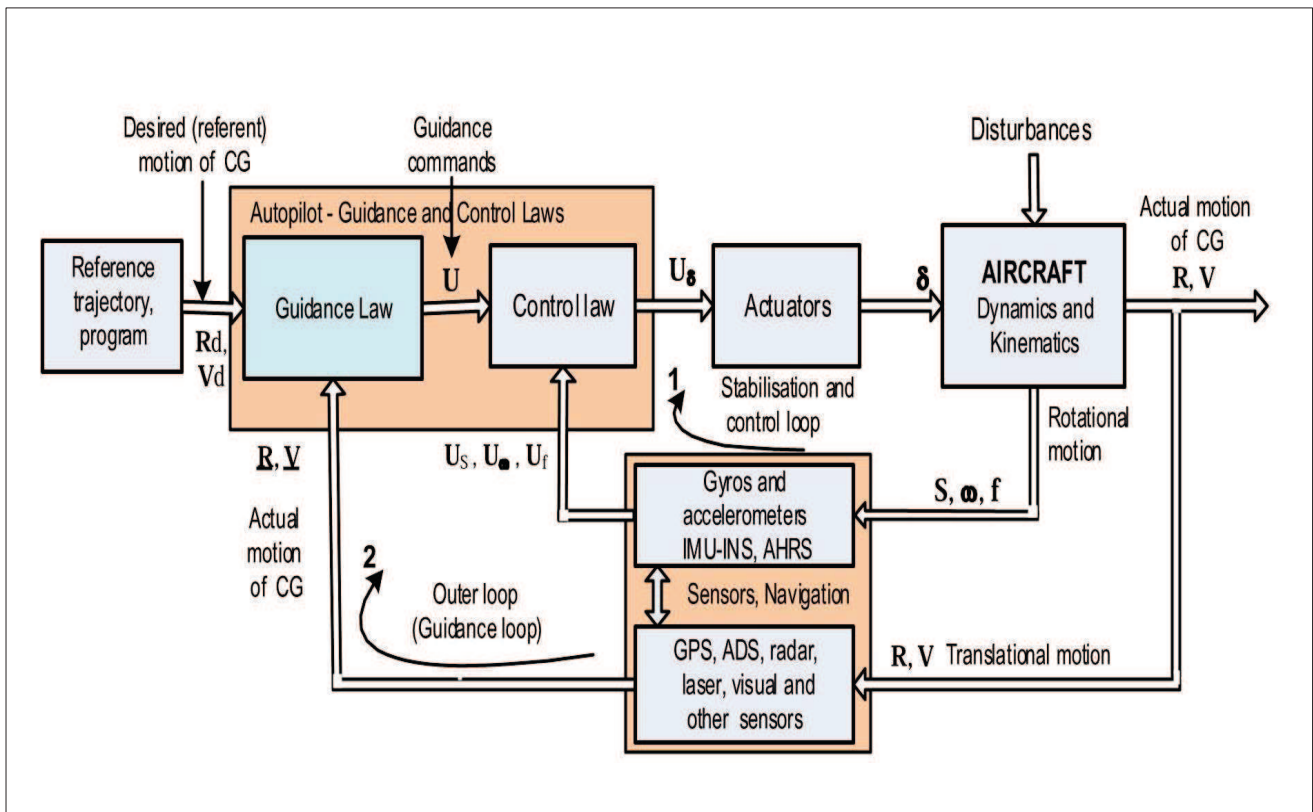 Desired (referent)
motion of CG
Guidance
commands
Disturbances
Autopilot - Guidance and Control Laws
Actual motion
of CG
R, V
Reference
trajectory,
program
Rd,
Vd
Guidance Law
U
Control law
Uδ
Actuators
δ
AIRCRAFT
Dynamics and
Kinematics
1
Stabilisation and
control loop
Rotational
motion
R, V
US, Uω, Uf
Gyros and
accelerometers
IMU-INS, AHRS
S, ω, f
Actual
motion
of CG
2
Outer loop
(Guidance loop)
Sensors, Navigation
GPS, ADS, radar,
laser, visual and
other sensors
R, V Translational motion